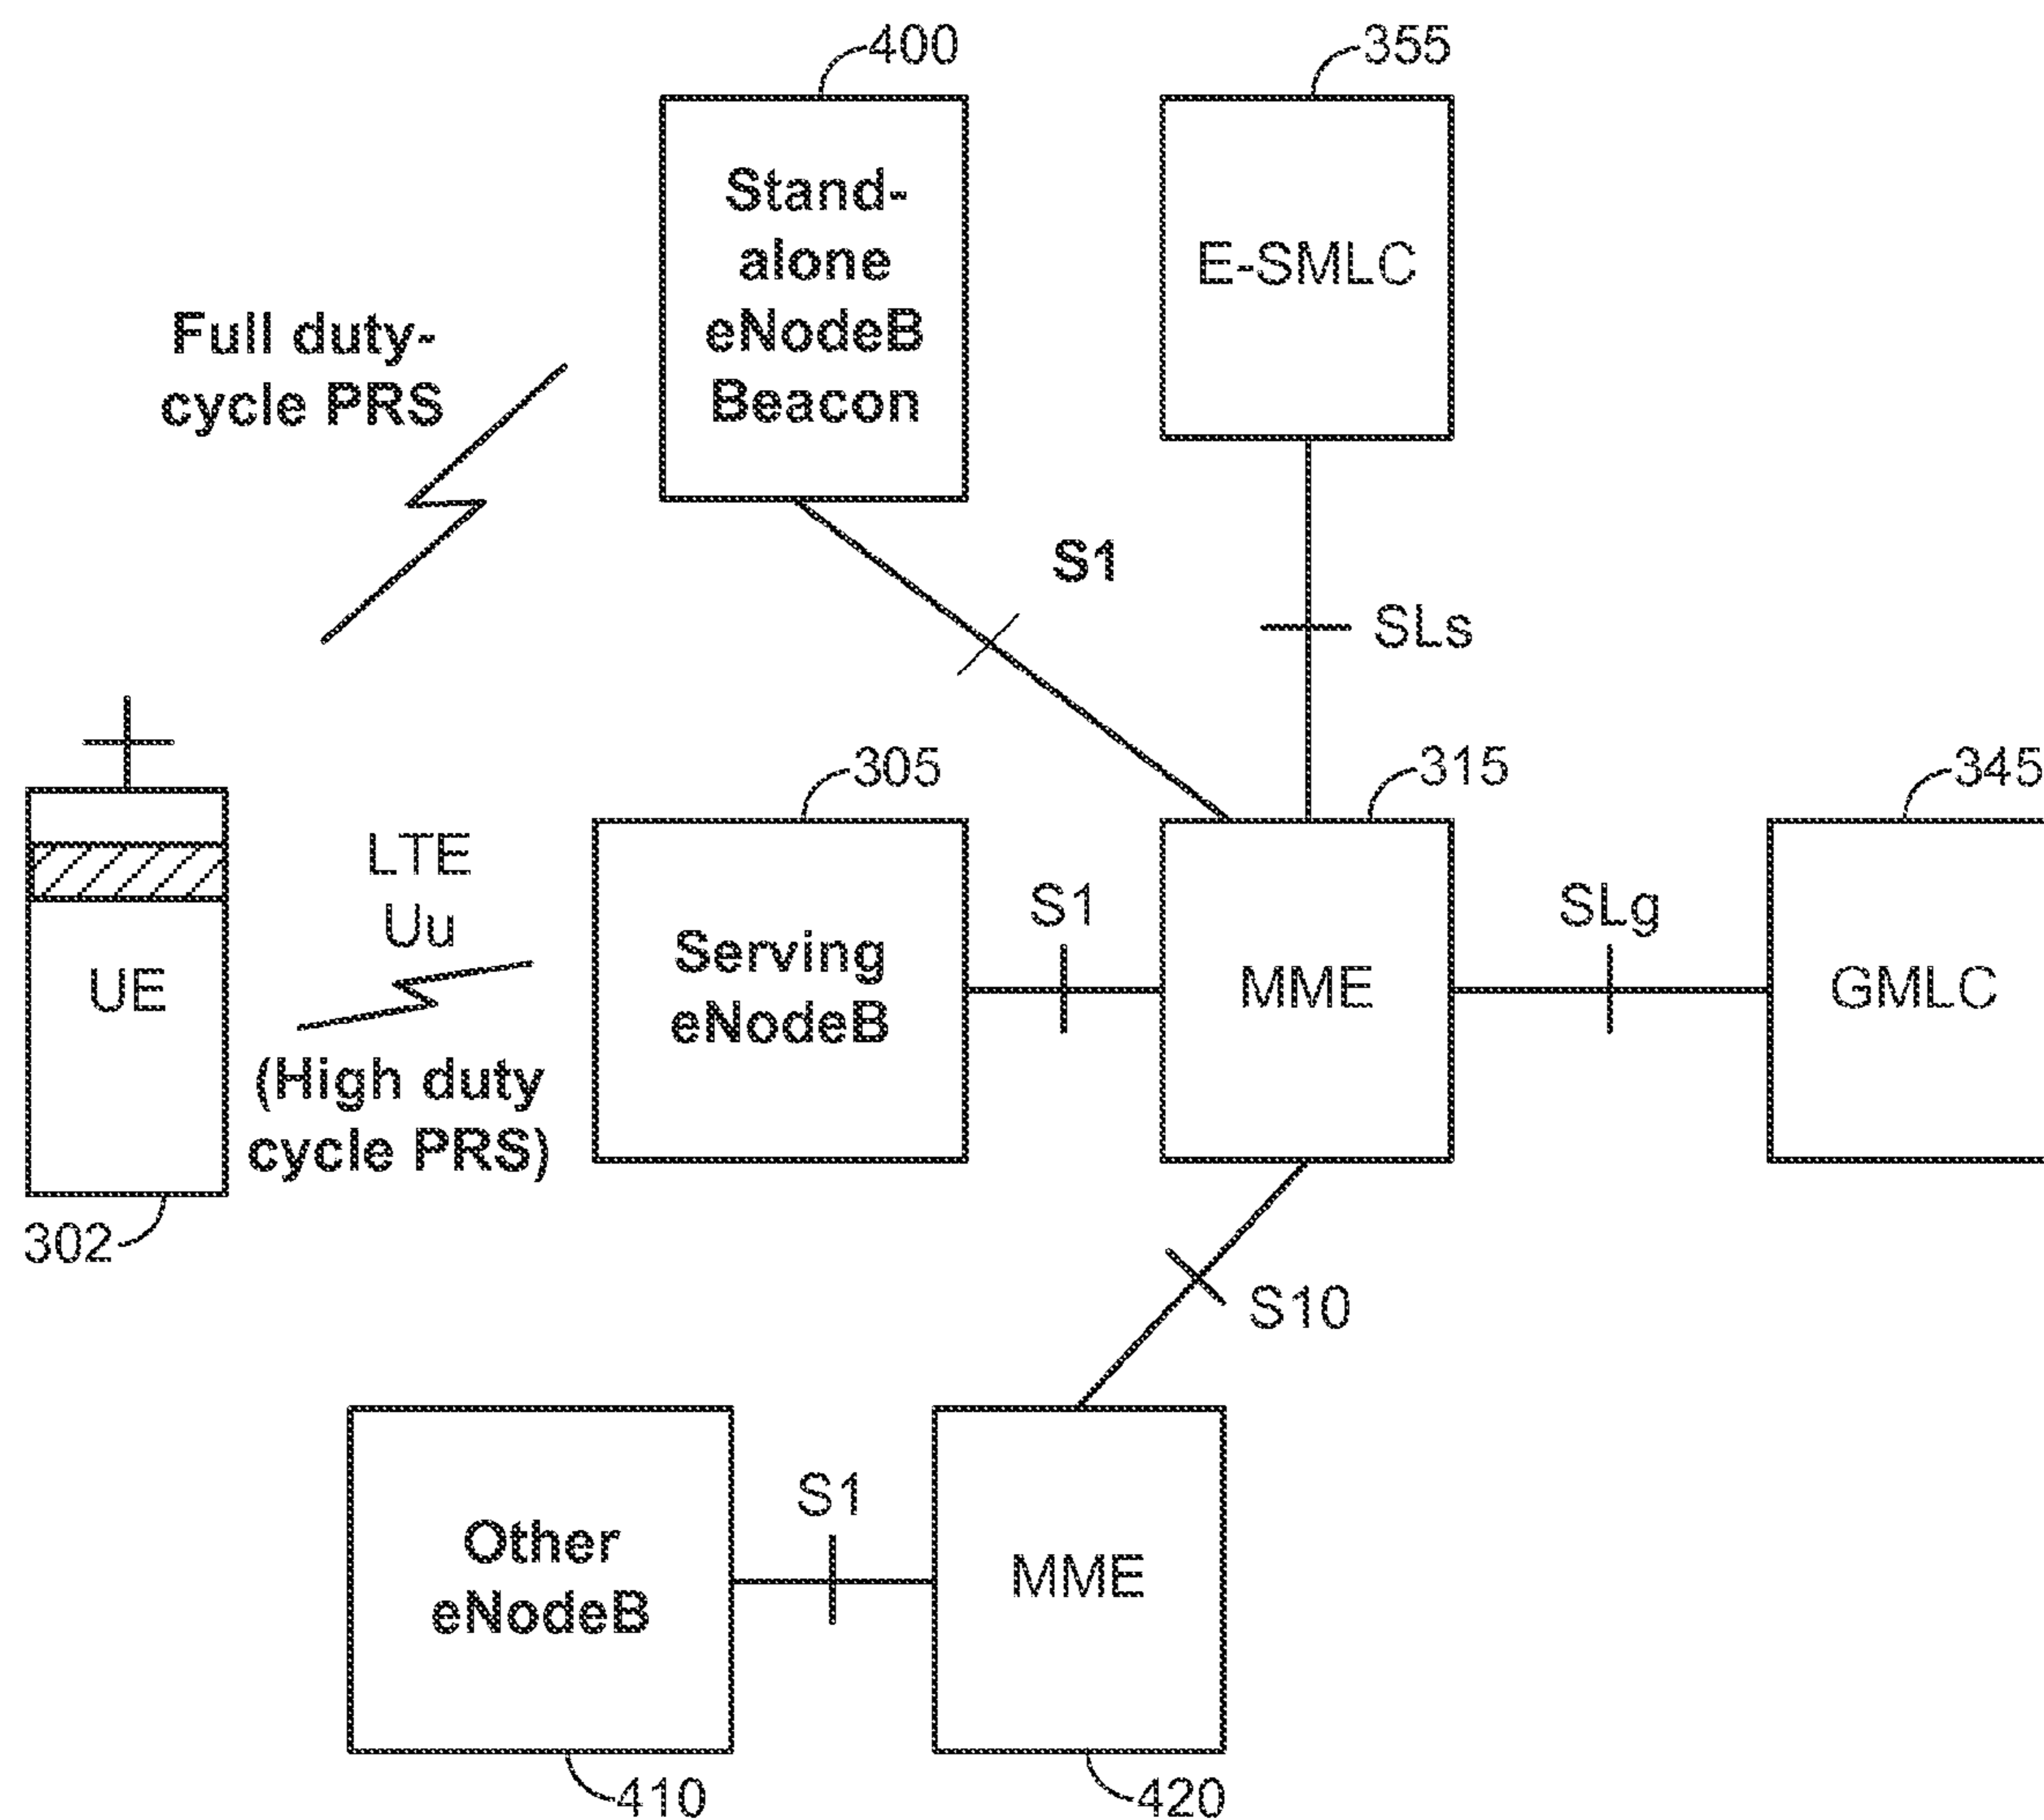 400
355
Stand-
alone
eNodeB
Beacon
E-SMLC
Full duty-
cycle PRS
S1
SLs
305
315
345
LTE
Uu
UE
Serving
eNodeB
S1
MME
SLg
GMLC
(High duty
cycle PRS)
302
S10
Other
eNodeB
S1
MME
410
420